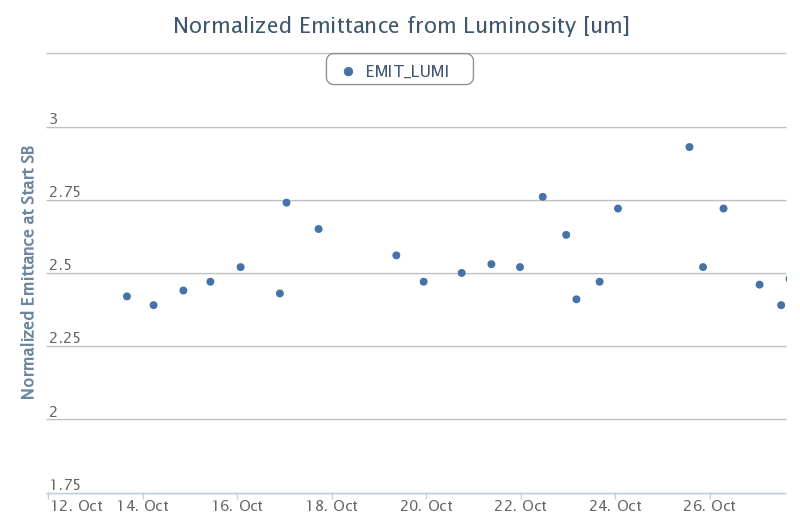 Normalized Emittance from Luminosity [um]
EMIT_LUMI
Normalized Emittance at Start SB
3
2.75
2.5
2.25
2
1.75
12. Oct 14. Oct 16. Oct 18. Oct 20. Oct 22. Oct 24. Oct 26. Oct